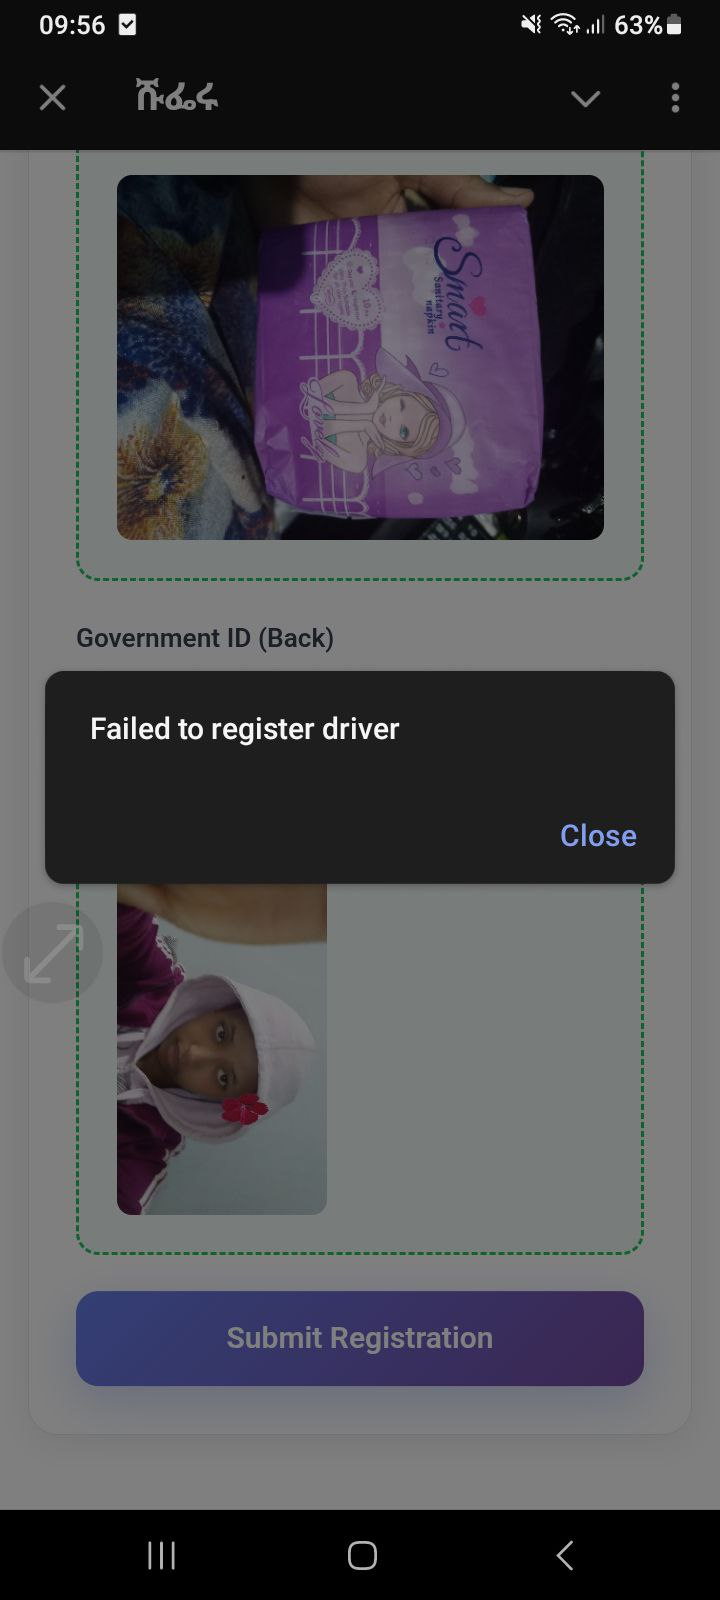 09:56
63%
ሹፌሩ
Smart
Sanitary napkin
Lovely
Government ID (Back)
Failed to register driver
Close
Submit Registration